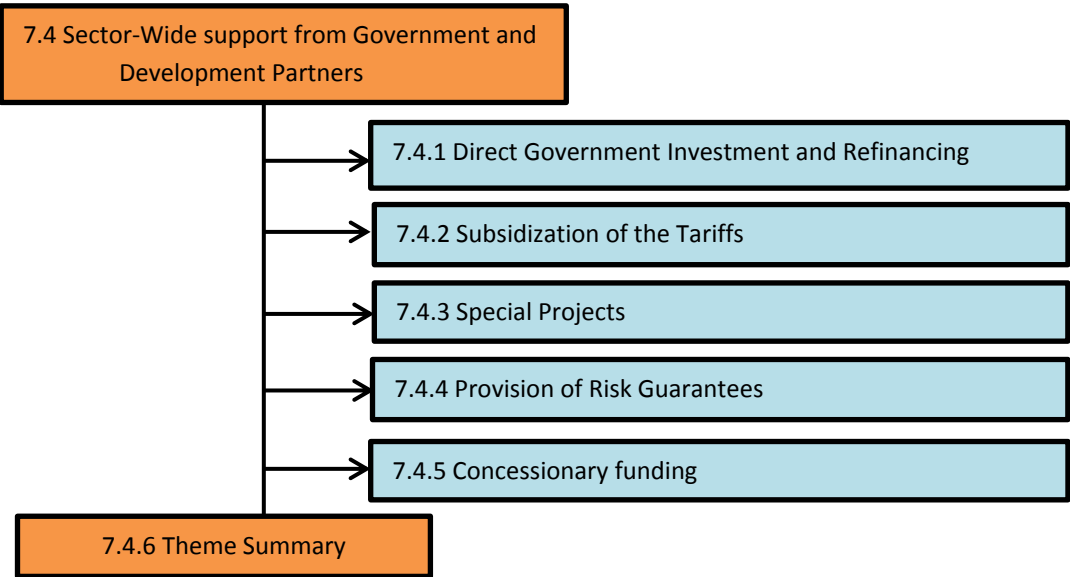 7.4 Sector-Wide support from Government and
Development Partners
7.4.1 Direct Government Investment and Refinancing
7.4.2 Subsidization of the Tariffs
7.4.3 Special Projects
7.4.4 Provision of Risk Guarantees
7.4.5 Concessionary funding
7.4.6 Theme Summary